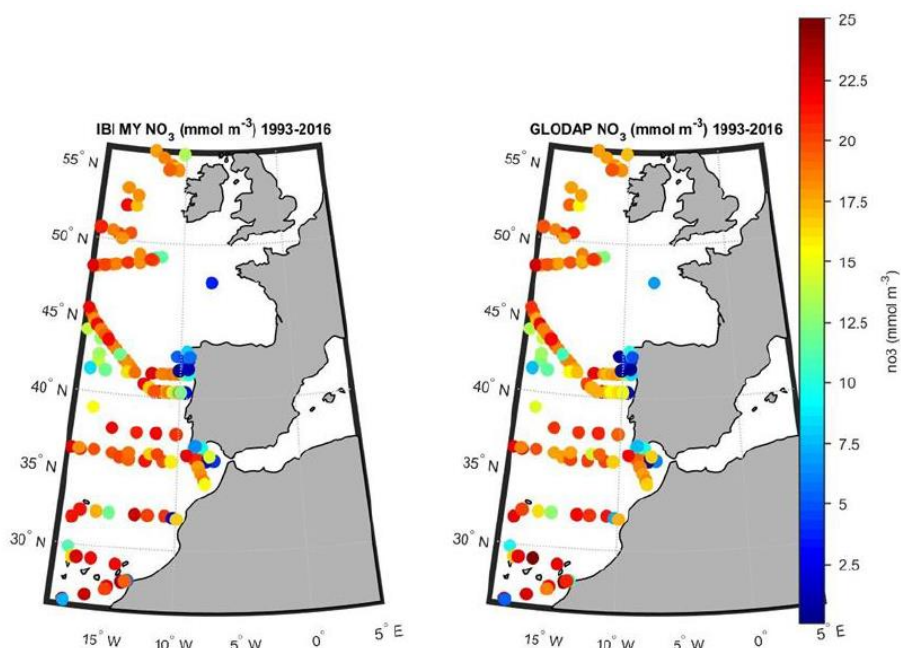 IBI MY NO3 (mmol m-3) 1993-2016
55° N
50° N
45° N
40° N
35° N
30° N
15° W
10° W
5° W
0°
5° E
GLODAP NO3 (mmol m-3) 1993-2016
55° N
50° N
45° N
40° N
35° N
30° N
15° W
10° W
5° W
0°
5° E
25
22.5
20
17.5
15
12.5
10
7.5
5
2.5
no3 (mmol m-3)